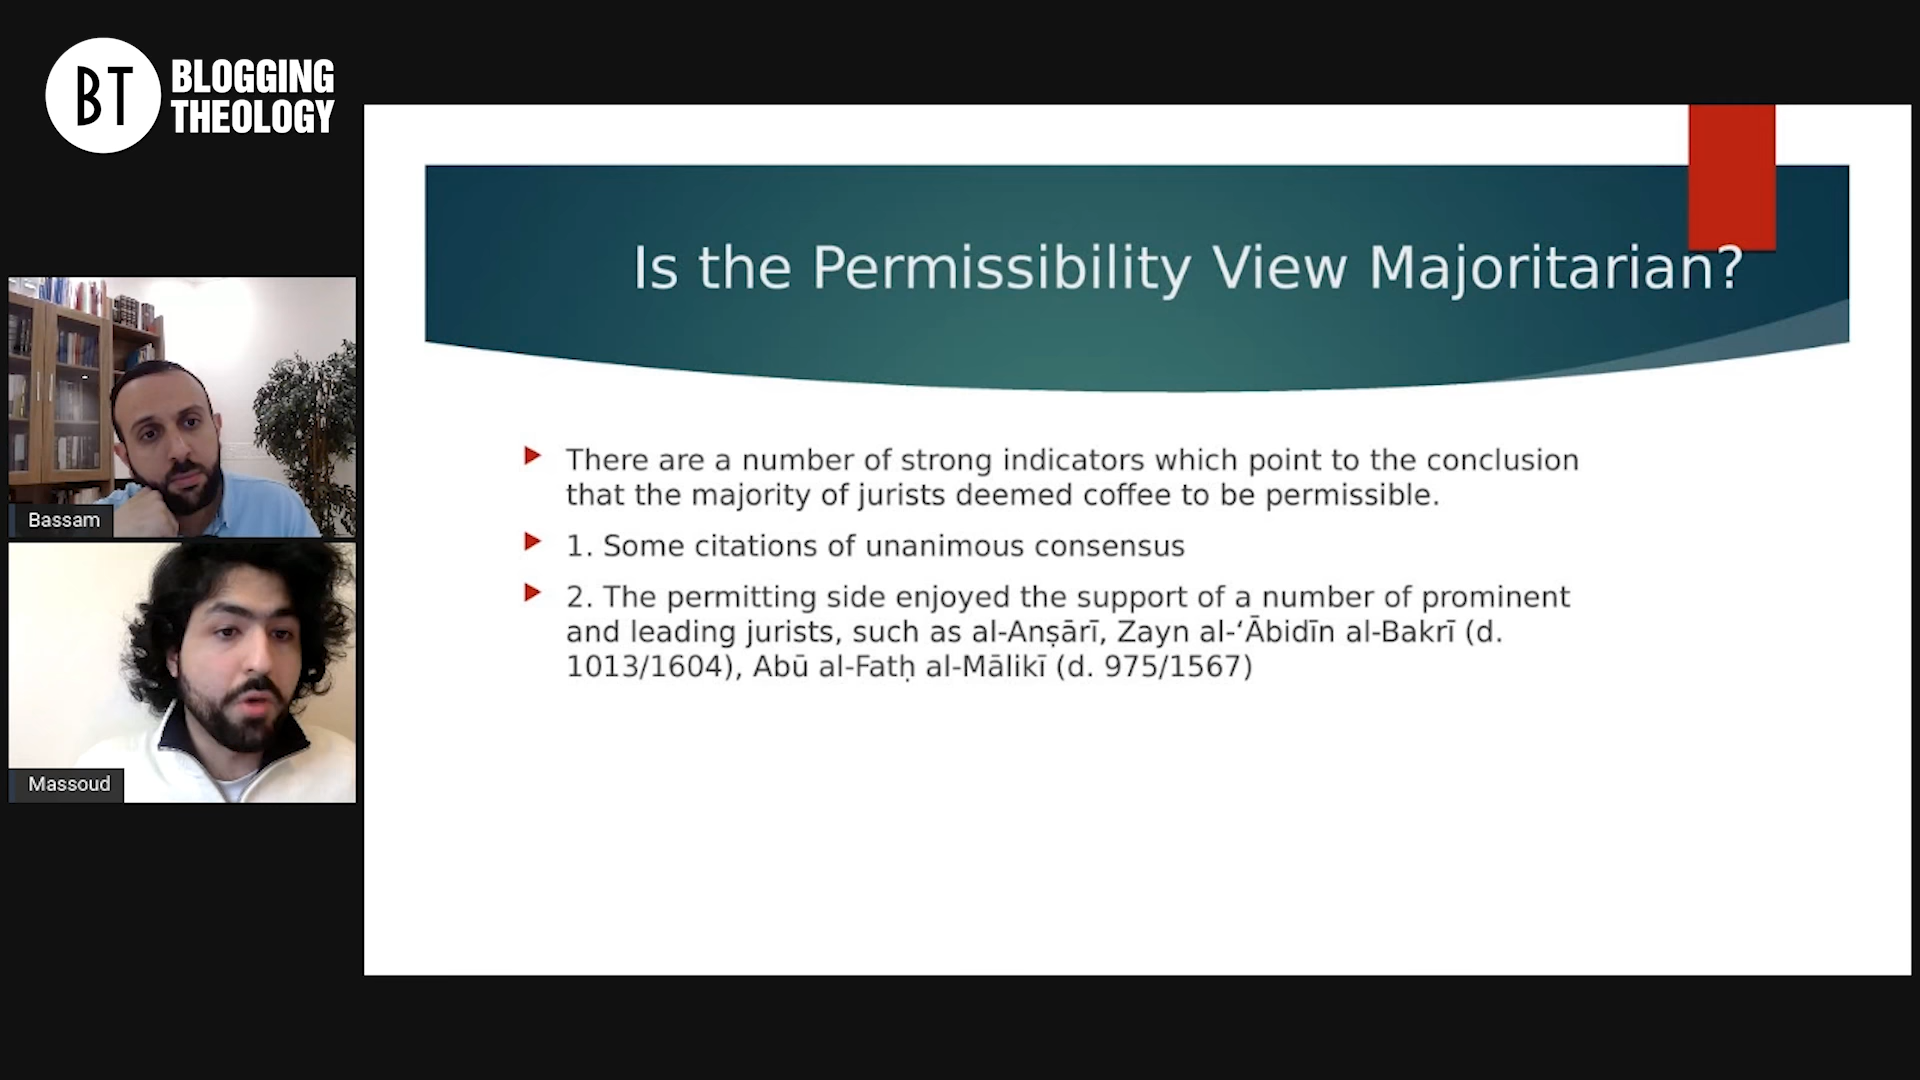 BT BLOGGING
THEOLOGY
Is the Permissibility View Majoritarian?
There are a number of strong indicators which point to the conclusion
that the majority of jurists deemed coffee to be permissible.
1. Some citations of unanimous consensus
2. The permitting side enjoyed the support of a number of prominent
and leading jurists, such as al-Anṣārī, Zayn al-ʻĀbidīn al-Bakrī (d.
1013/1604), Abū al-Fatḥ al-Mālikī (d. 975/1567)
Bassam
Massoud